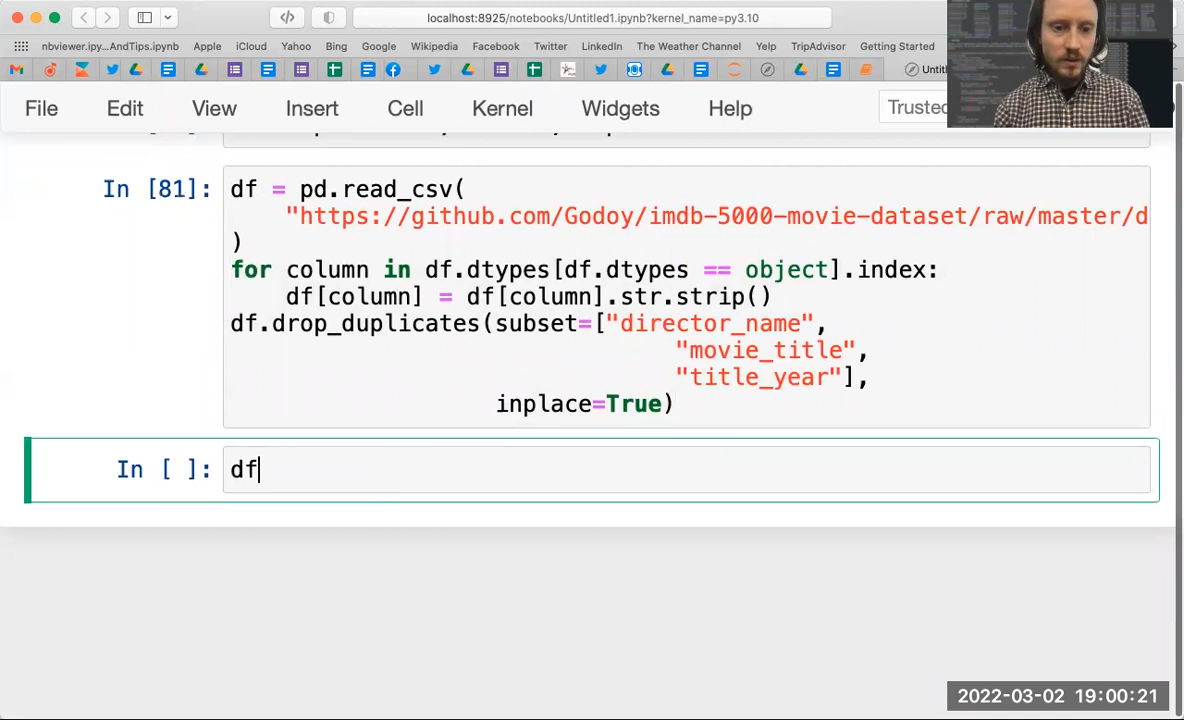 localhost:8925/notebooks/Untitled1.ipynb?kernel_name=py3.10
nbviewer.ipy...AndTips.ipynb Apple iCloud Yahoo Bing Google Wikipedia Facebook Twitter LinkedIn The Weather Channel Yelp TripAdvisor Getting Started
File Edit View Insert Cell Kernel Widgets Help Trusted
In [81]: df = pd.read_csv(
"https://github.com/Godoy/imdb-5000-movie-dataset/raw/master/d
)
for column in df.dtypes[df.dtypes == object].index:
df[column] = df[column].str.strip()
df.drop_duplicates(subset=["director_name",
"movie_title",
"title_year"],
inplace=True)
In [ ]: df
2022-03-02 19:00:21